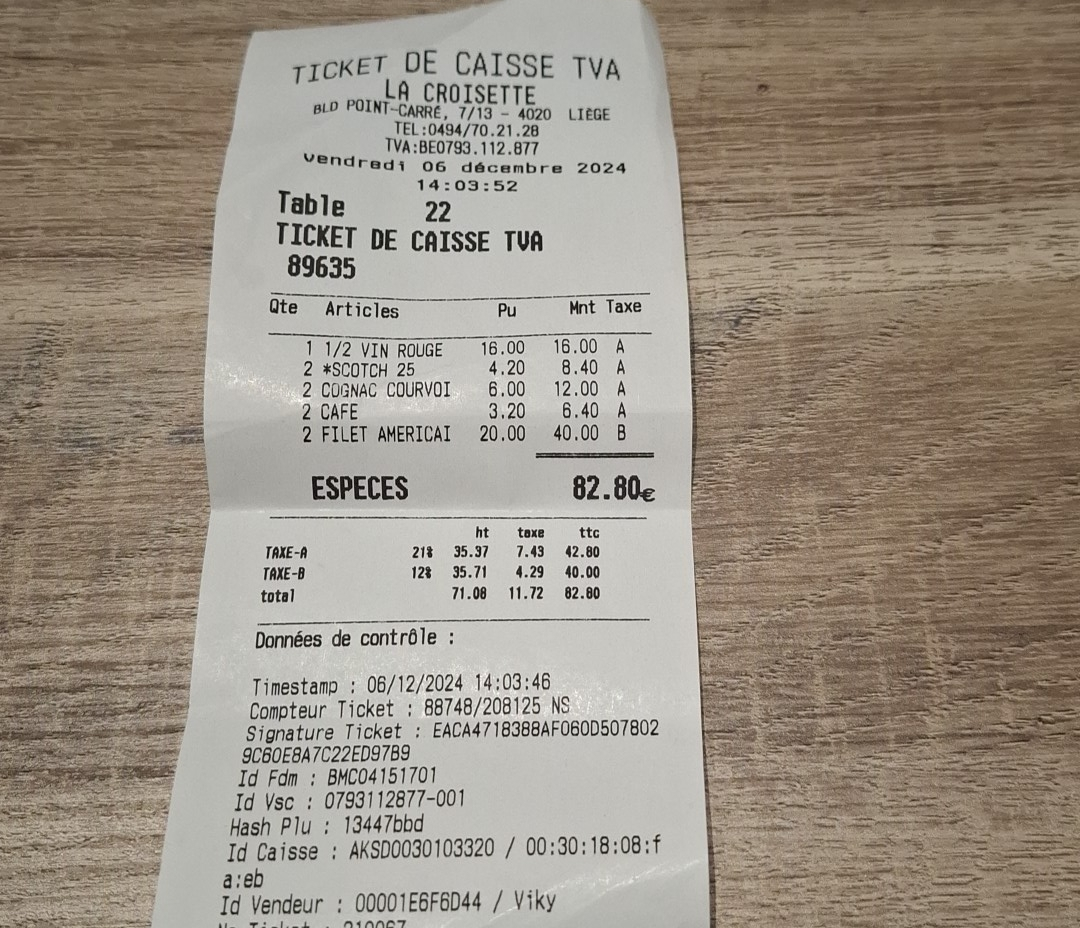 TICKET DE CAISSE TVA
LA CROISETTE
BLD POINT-CARRÉ, 7/13 - 4020 LIÈGE
TEL:0494/70.21.28
TVA:BE0793.112.877
vendredi 06 décembre 2024
14:03:52
Table 22
TICKET DE CAISSE TVA
89635
Qte Articles Pu Mnt Taxe
1 1/2 VIN ROUGE 16.00 16.00 A
2 *SCOTCH 25 4.20 8.40 A
2 COGNAC COURVOI 6.00 12.00 A
2 CAFE 3.20 6.40 A
2 FILET AMERICAI 20.00 40.00 B
ESPECES 82.80€
ht taxe ttc
TAXE-A 21% 35.37 7.43 42.80
TAXE-B 12% 35.71 4.29 40.00
total 71.08 11.72 82.80
Données de contrôle :
Timestamp : 06/12/2024 14:03:46
Compteur Ticket : 88748/208125 NS
Signature Ticket : EACA4718388AF060D507802
9C60E8A7C22ED97B9
Id Fdm : BMC04151701
Id Vsc : 0793112877-001
Hash Plu : 13447bbd
Id Caisse : AKSD0030103320 / 00:30:18:08:f
a:eb
Id Vendeur : 00001E6F6D44 / Viky